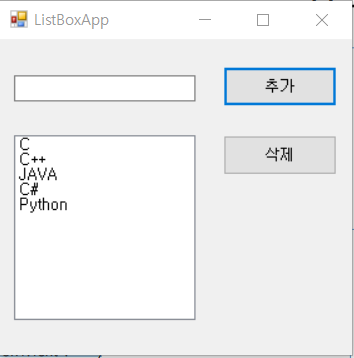 ListBoxApp
추가
삭제
C
C++
JAVA
C#
Python